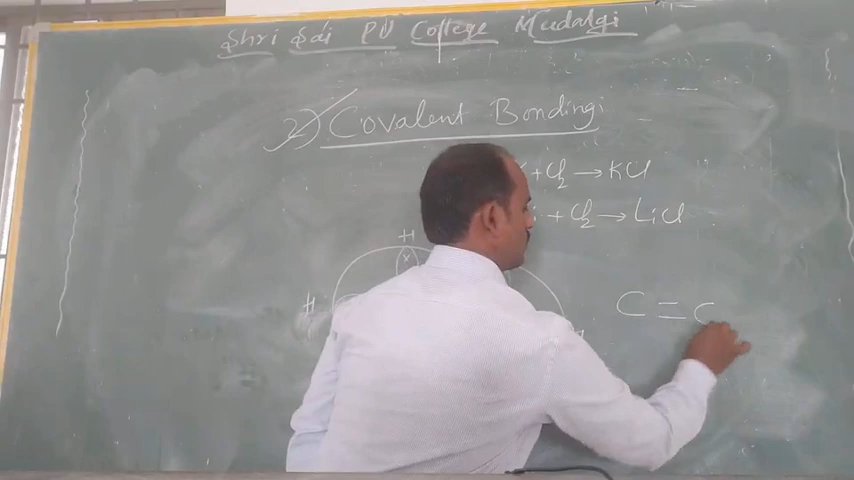 Shri Sai PU College Mudalgi
2) Covalent Bonding:
+ Cl2 → KCl
+ Cl2 → LiCl
H
H
x
C = C